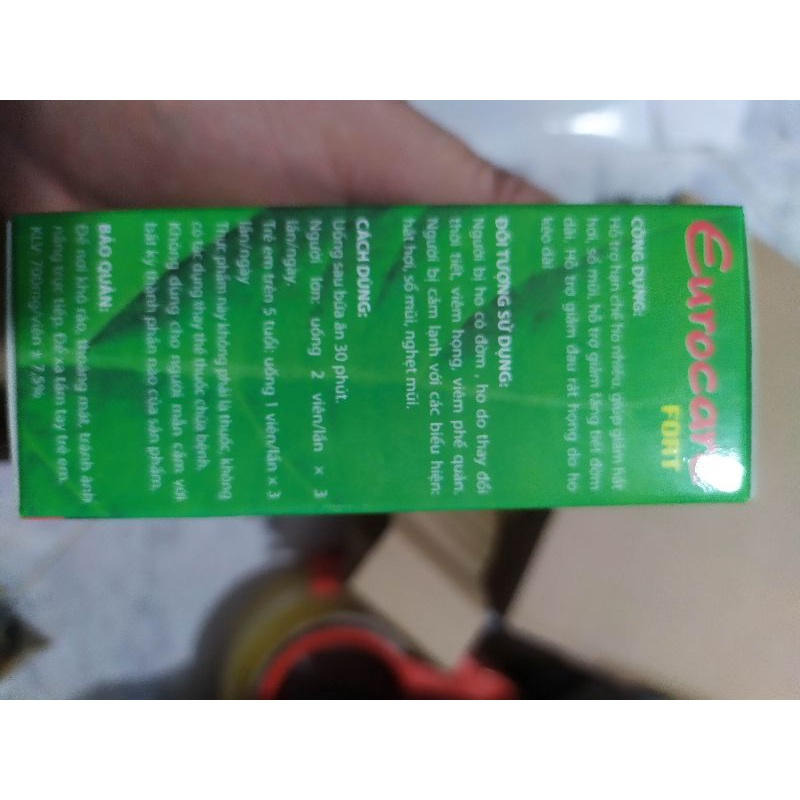 Eurocare
FORT
CÔNG DỤNG:
Hỗ trợ hạn chế ho nhiều, giúp giảm hắt
hơi, sổ mũi, hỗ trợ giảm tăng tiết đờm
dãi. Hỗ trợ giảm đau rát họng do ho
kéo dài
ĐỐI TƯỢNG SỬ DỤNG:
Người bị ho có đờm , ho do thay đổi
thời tiết, viêm họng, viêm phế quản.
Người bị cảm lạnh với các biểu hiện:
hắt hơi, sổ mũi, nghẹt mũi.
CÁCH DÙNG:
Uống sau bữa ăn 30 phút.
Người lớn: uống 2 viên/lần x 3
lần/ngày.
Trẻ em trên 5 tuổi: uống 1 viên/lần x 3
lần/ngày
Thực phẩm này không phải là thuốc, không
có tác dụng thay thế thuốc chữa bệnh.
Không dùng cho người mẫn cảm với
bất kỳ thành phần nào của sản phẩm.
BẢO QUẢN:
Để nơi khô ráo, thoáng mát, tránh ánh
nắng trực tiếp. Để xa tầm tay trẻ em.
KLV 700mg/viên ± 7,5%